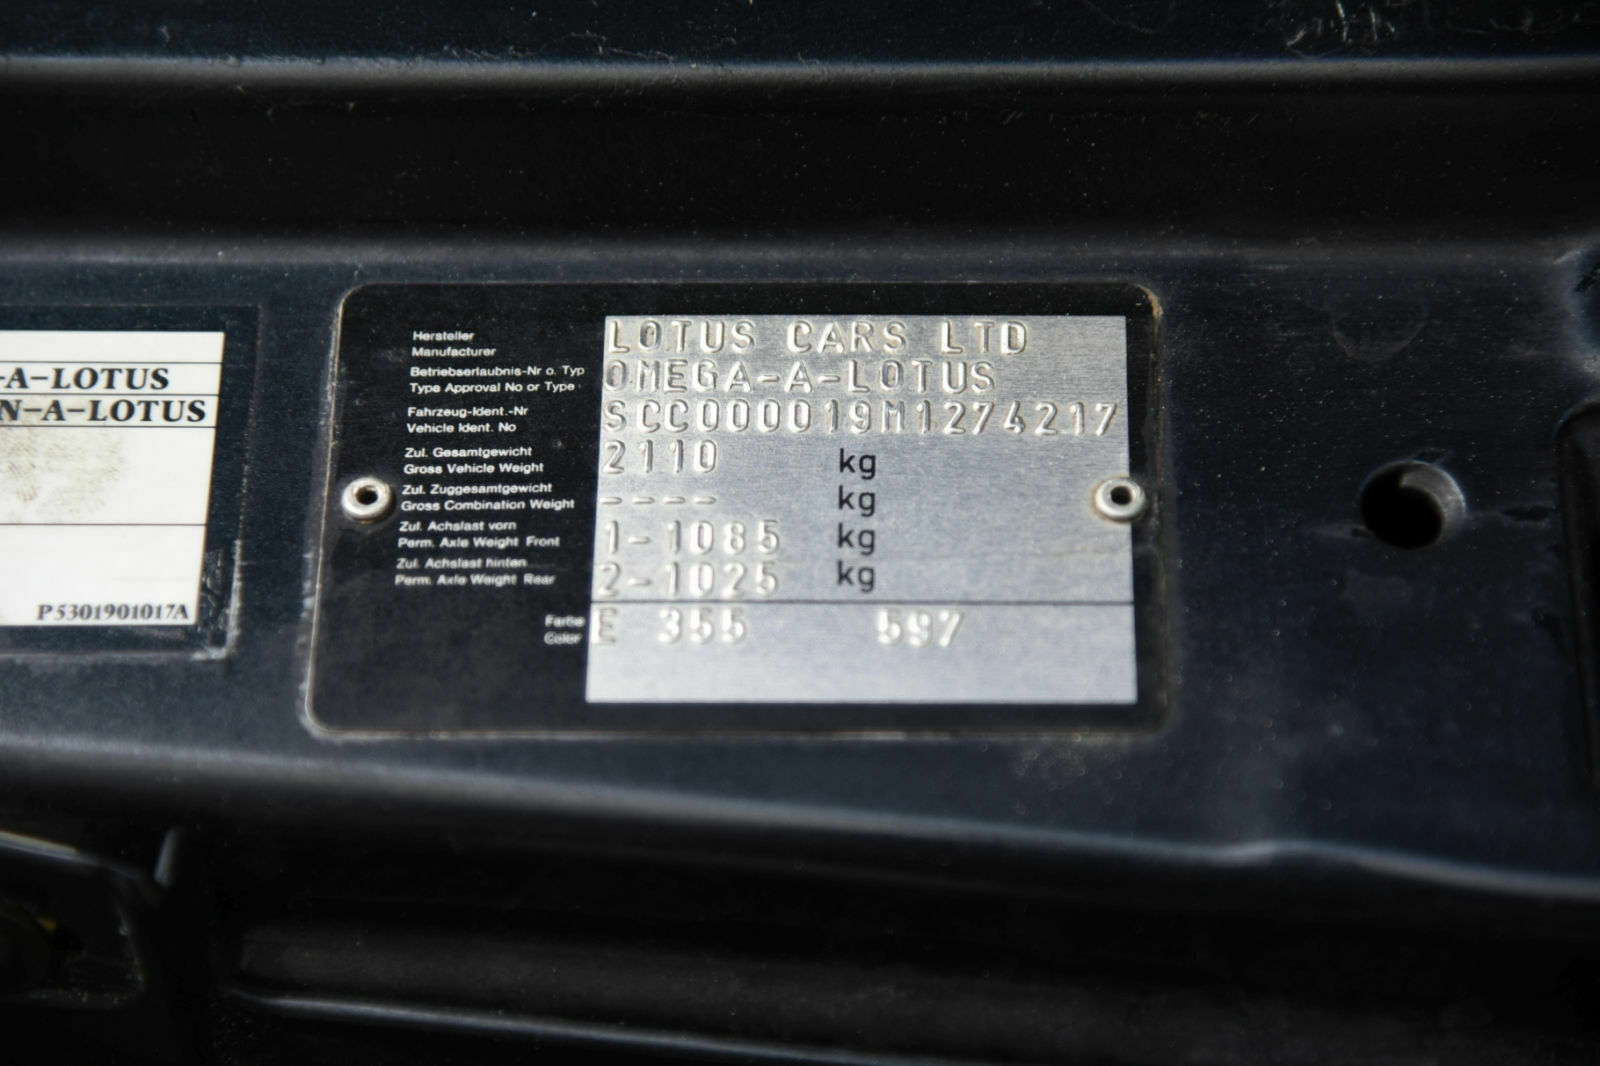 -A-LOTUS
N-A-LOTUS
P5301901017A
Hersteller
Manufacturer
LOTUS CARS LTD
Betriebserlaubnis-Nr o. Typ
Type Approval No or Type
OMEGA-A-LOTUS
Fahrzeug-Ident.-Nr
Vehicle Ident. No
SCC000019M1274217
Zul. Gesamtgewicht
Gross Vehicle Weight
2110 kg
Zul. Zuggesamtgewicht
Gross Combination Weight
---- kg
Zul. Achslast vorn
Perm. Axle Weight Front
1-1085 kg
Zul. Achslast hinten
Perm. Axle Weight Rear
2-1025 kg
Farbe
Color
E 355 597